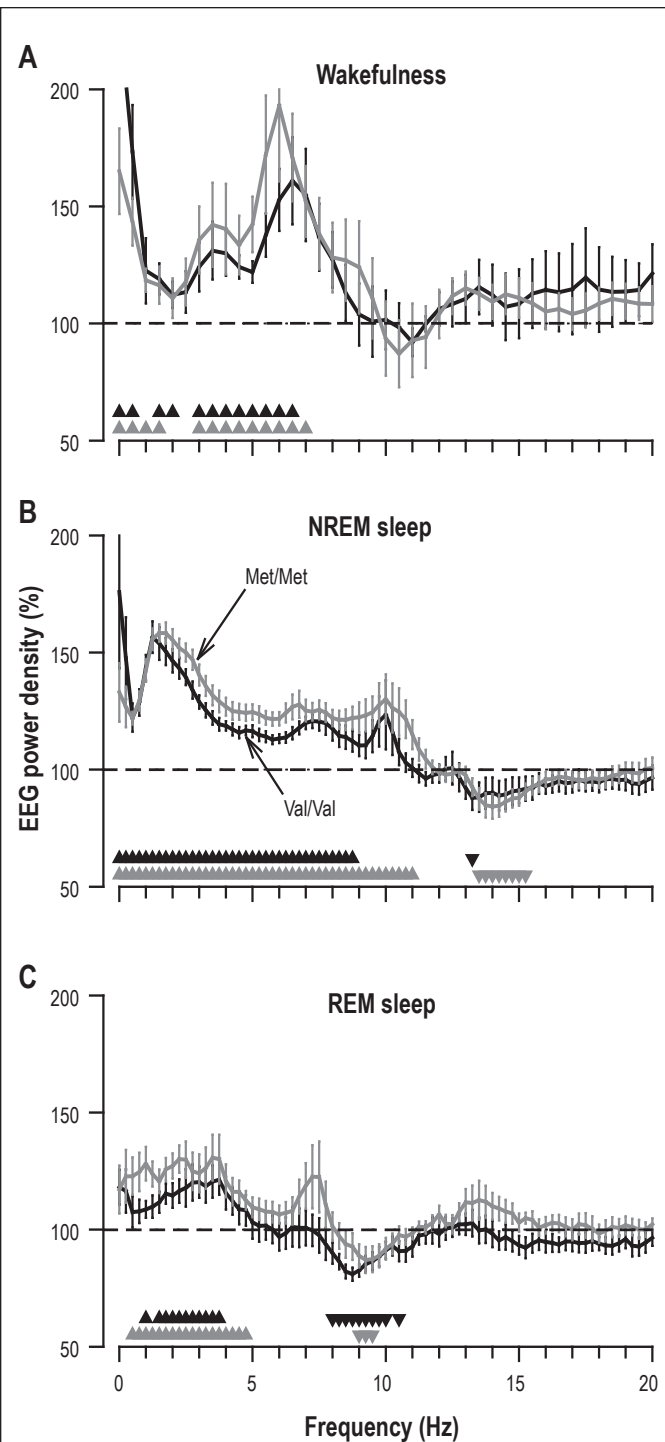 A
Wakefulness
200
150
100
50
B
NREM sleep
200
Met/Met
150
100
Val/Val
50
EEG power density (%)
C
REM sleep
200
150
100
50
0 5 10 15 20
Frequency (Hz)